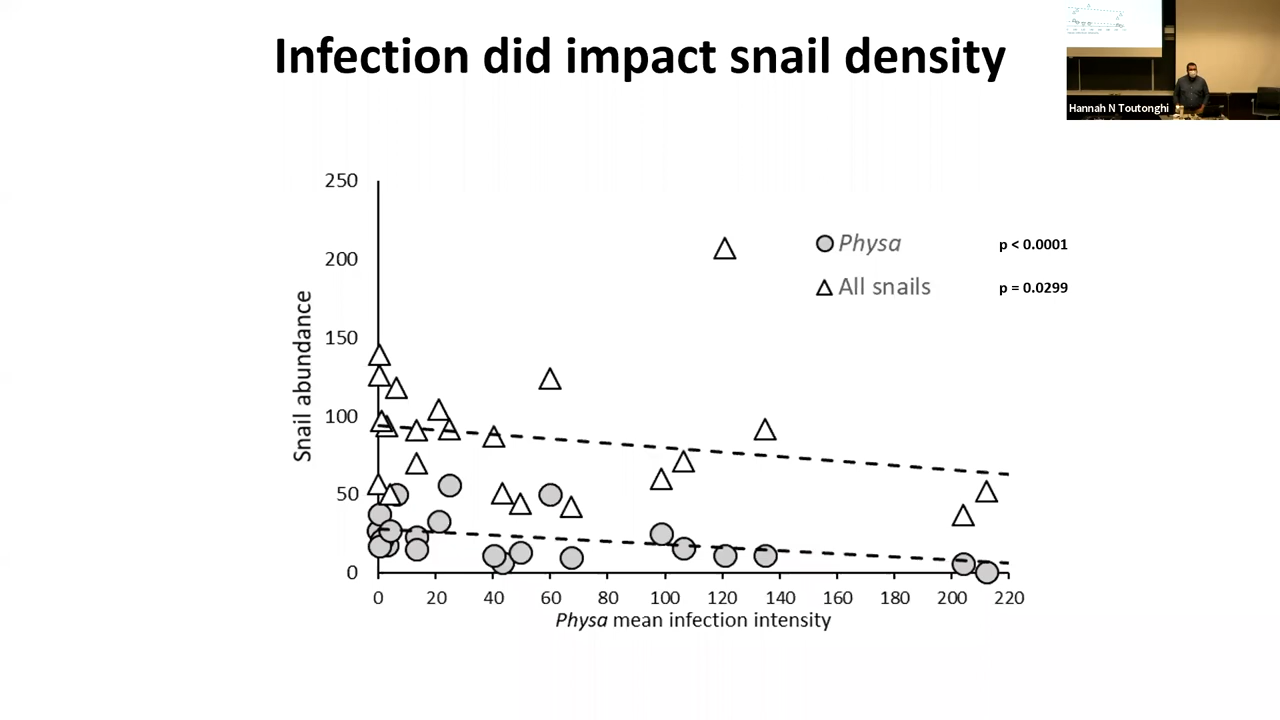 Infection did impact snail density
Hannah N Toutonghi
250
200
150
100
50
0
Snail abundance
Physa p < 0.0001
All snails p = 0.0299
0 20 40 60 80 100 120 140 160 180 200 220
Physa mean infection intensity